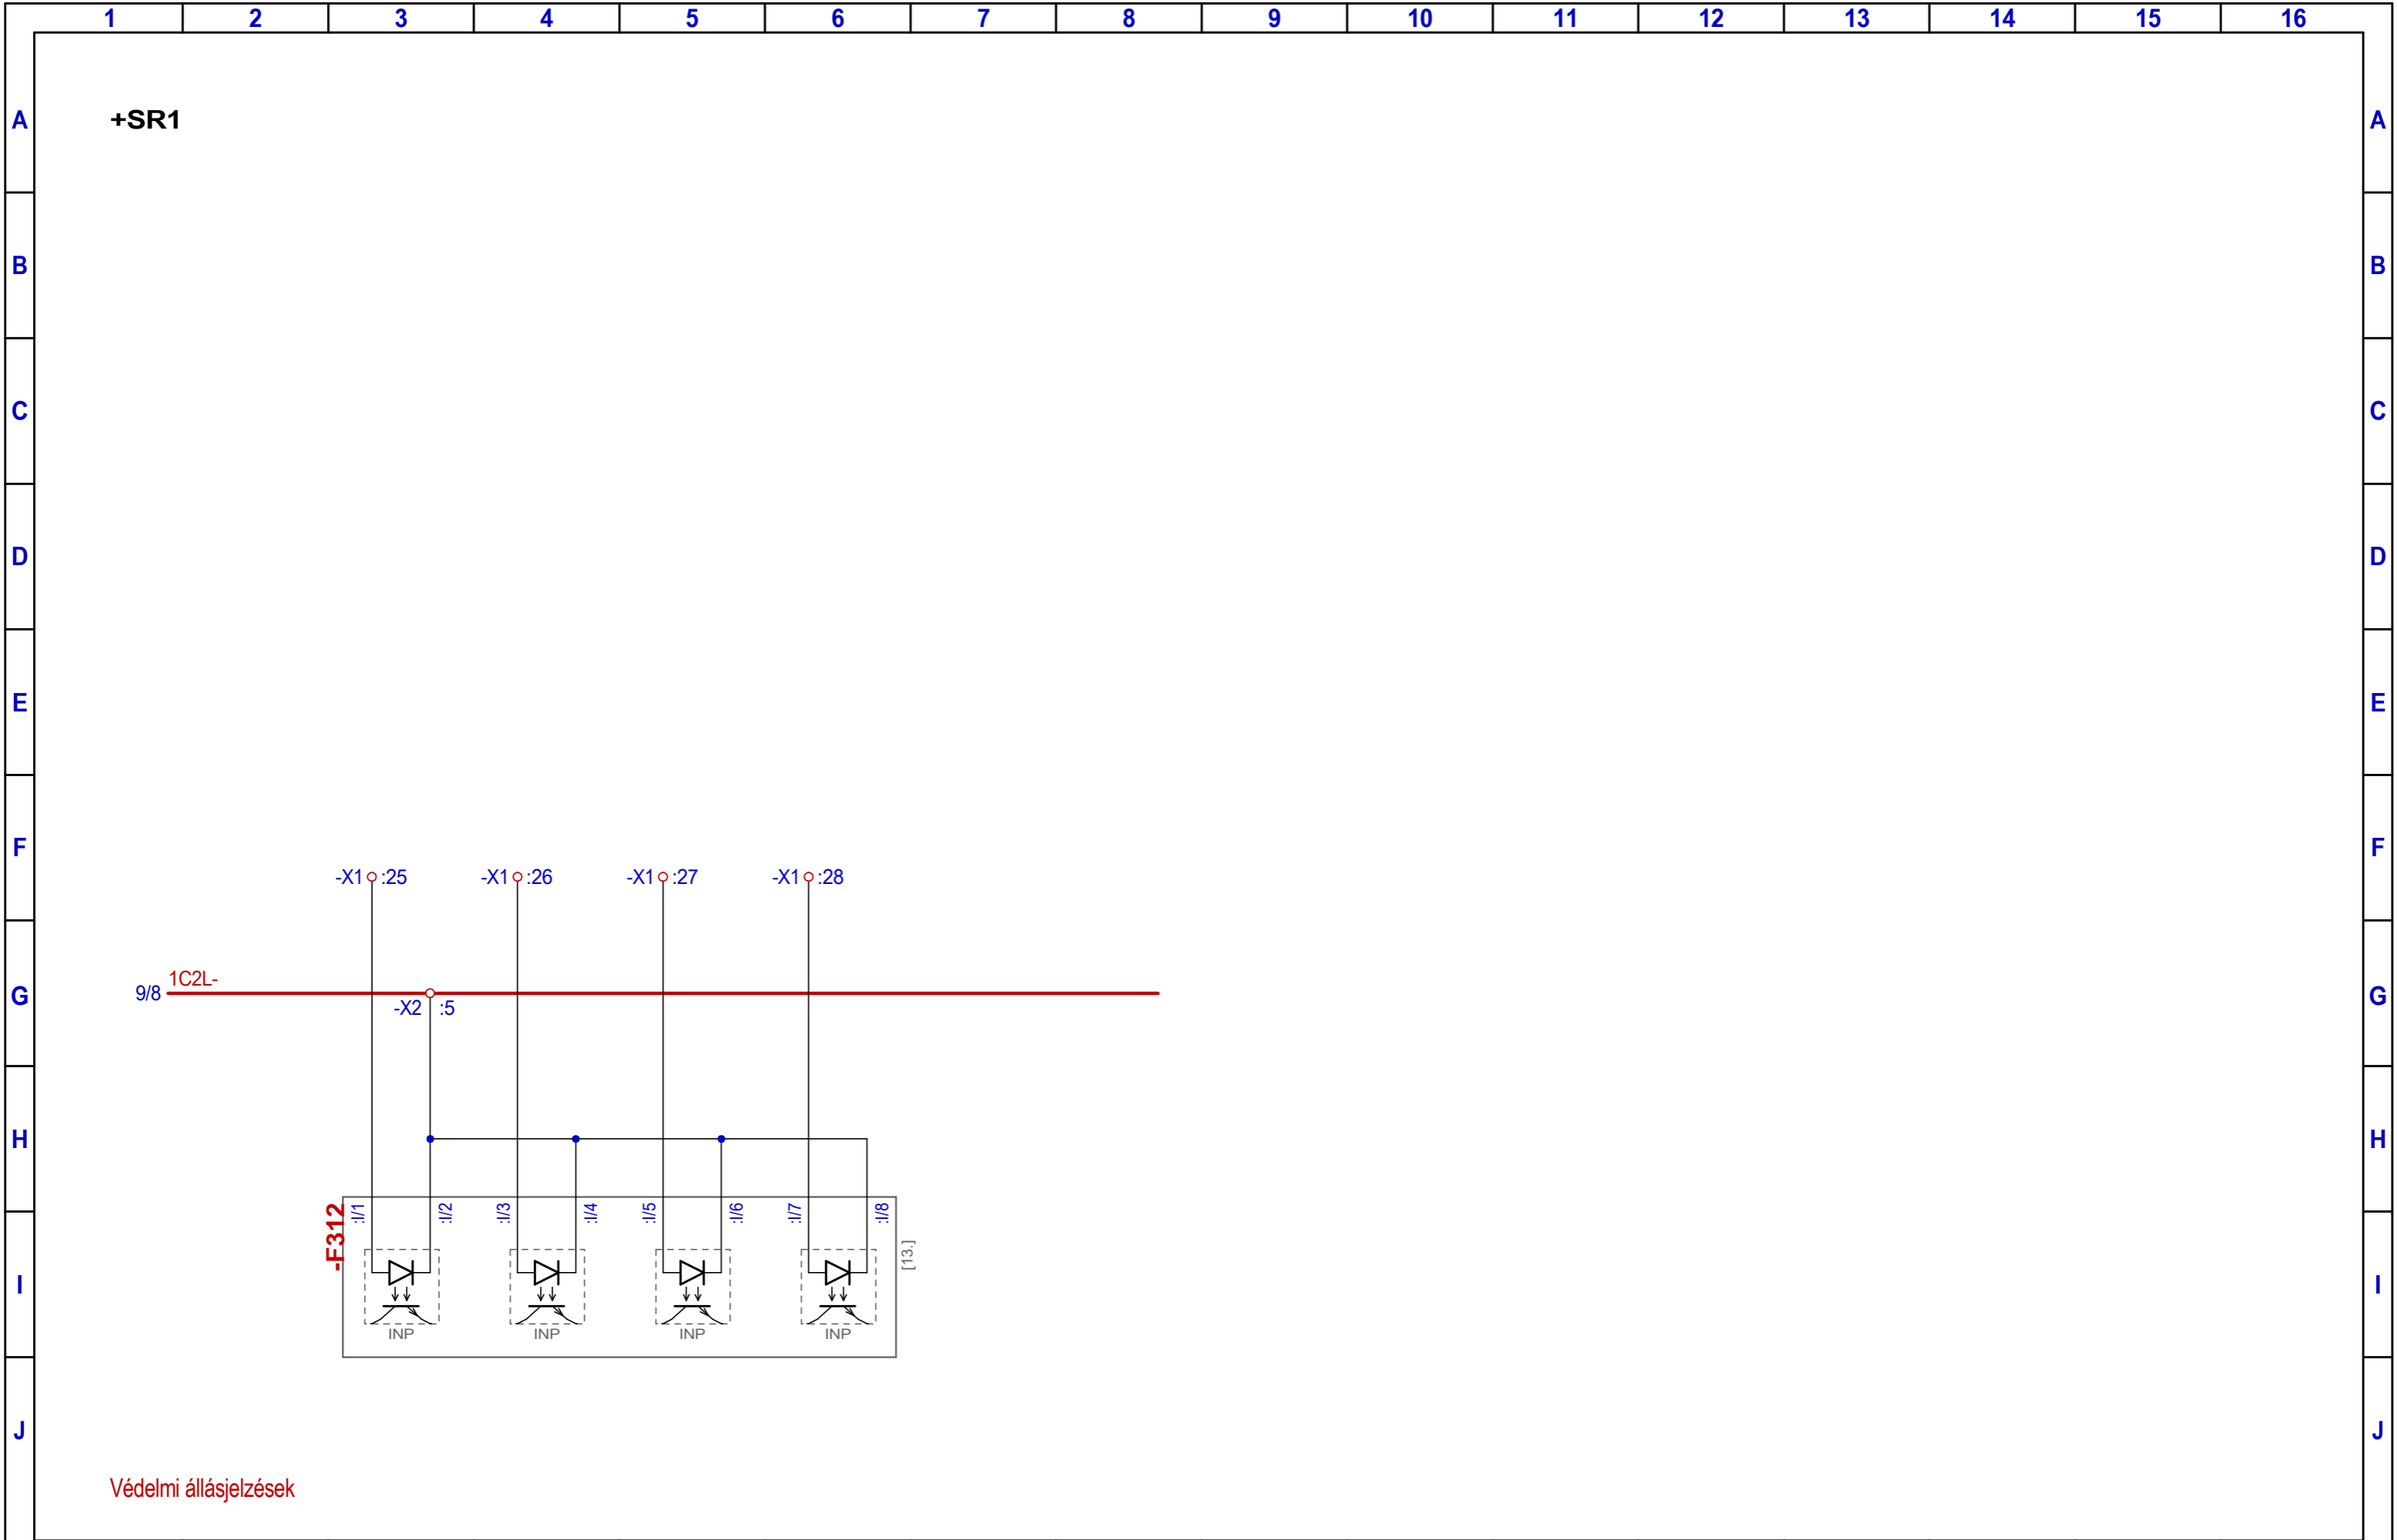 1 2 3 4 5 6 7 8 9 10 11 12 13 14 15 16
A +SR1 A
B B
C C
D D
E E
F F
-X1 :25 -X1 :26 -X1 :27 -X1 :28
1C2L-
G 9/8 G
-X2 :5
H H
-F312 :I/1 :I/2 :I/3 :I/4 :I/5 :I/6 :I/7 :I/8
[13.]
I I
INP INP INP INP
J J
Védelmi állásjelzések